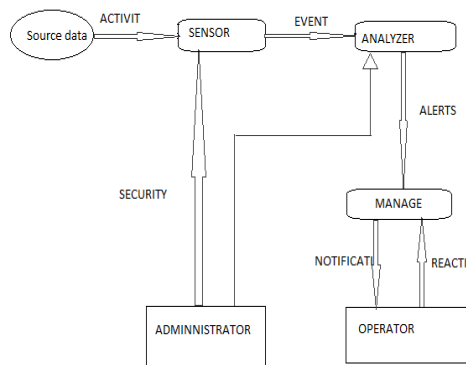 ACTIVIT
Source data
SENSOR
EVENT
ANALYZER
ALERTS
SECURITY
MANAGE
NOTIFICATI
REACTI
ADMINNISTRATOR
OPERATOR